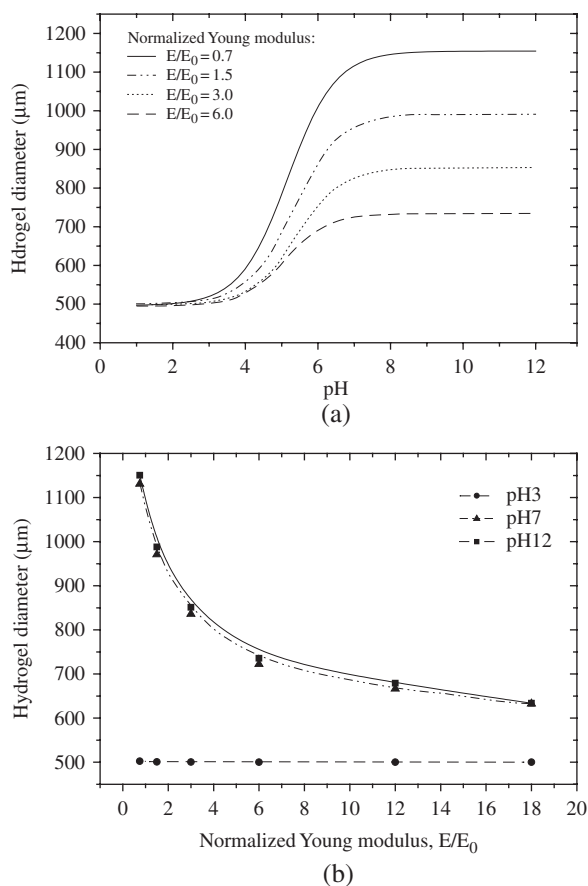 1200
1100
1000
900
800
700
600
500
400
Hdrogel diameter (μm)
Normalized Young modulus:
E/E0=0.7
E/E0=1.5
E/E0=3.0
E/E0=6.0
0 2 4 6 8 10 12
pH
(a)
1200
1100
1000
900
800
700
600
500
Hydrogel diameter (μm)
pH3
pH7
pH12
0 2 4 6 8 10 12 14 16 18 20
Normalized Young modulus, E/E0
(b)